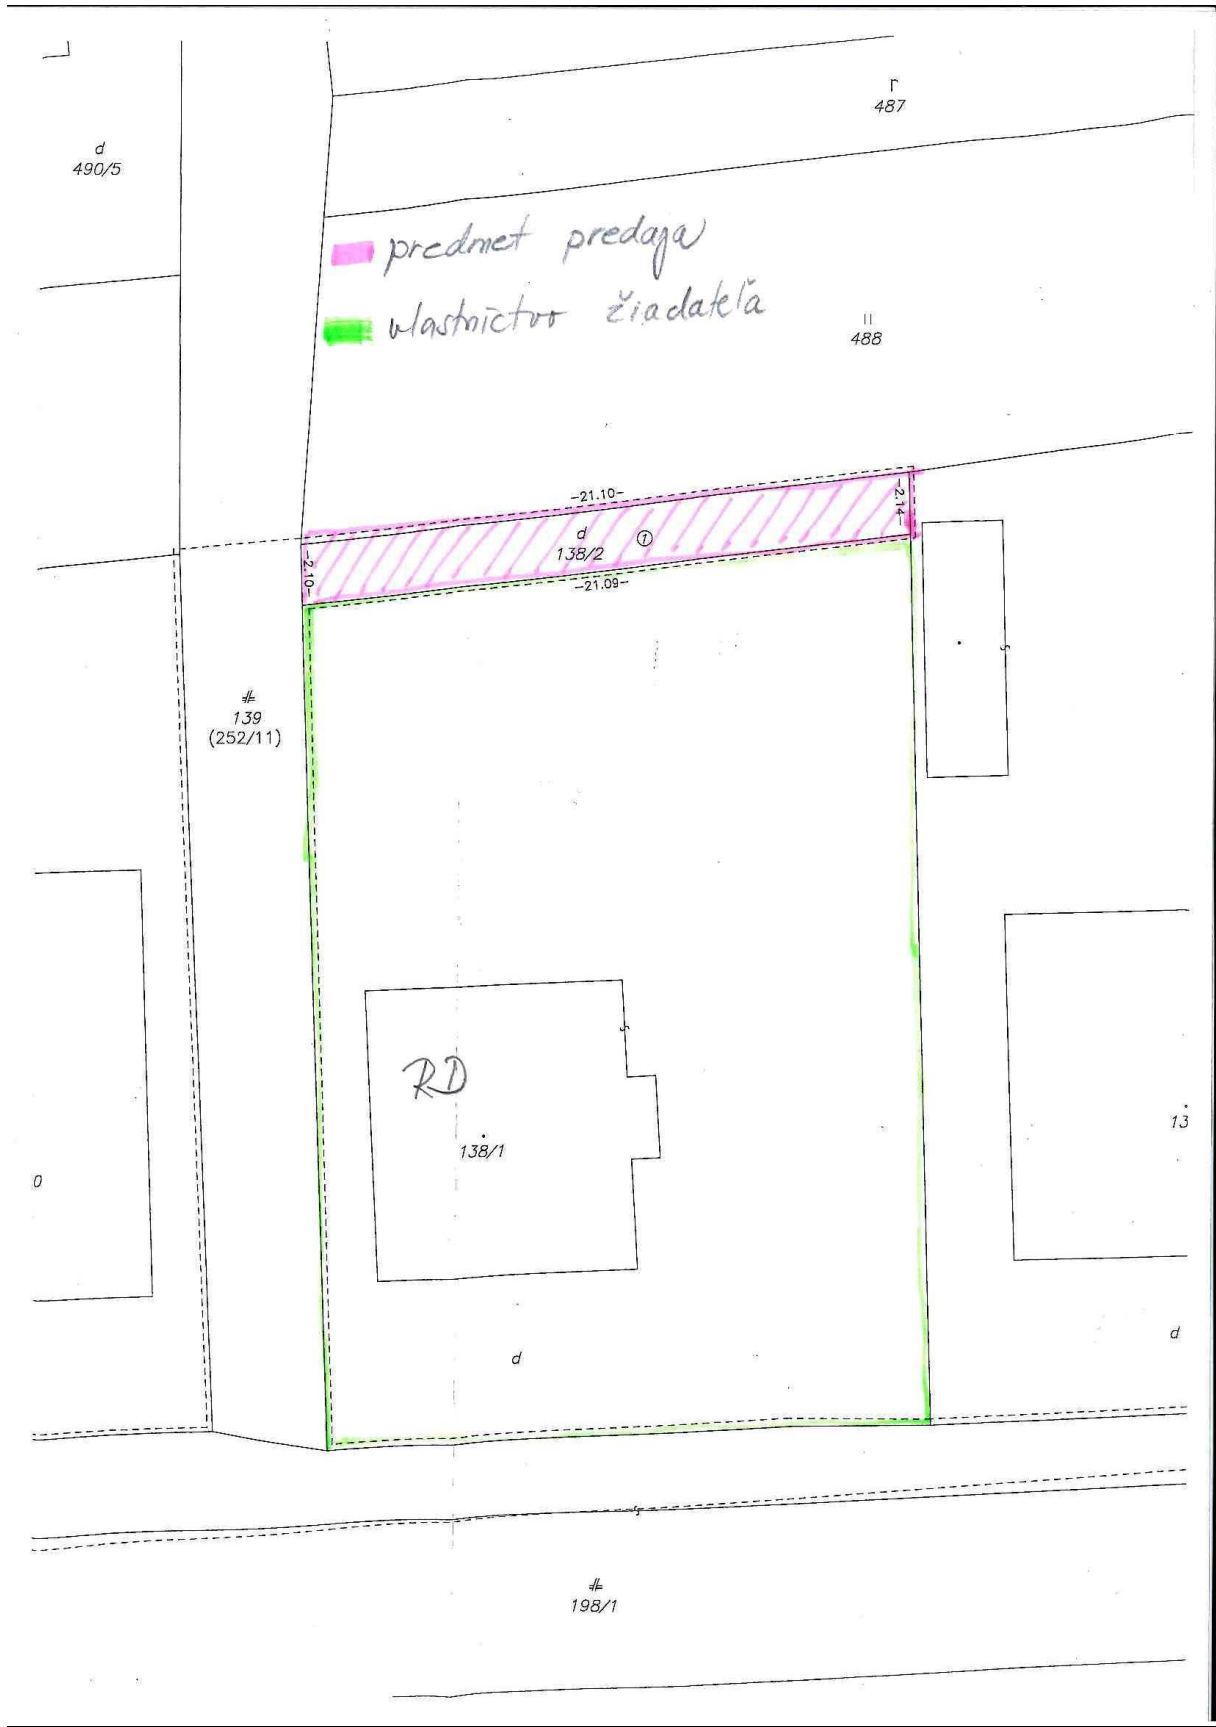 r
487
d
490/5
predmet predaja
vlastníctvo žiadateľa
488
-21.10-
-2.14-
d
138/2
1
-2.10-
-21.09-
139
(252/11)
RD
138/1
13
0
d
d
198/1